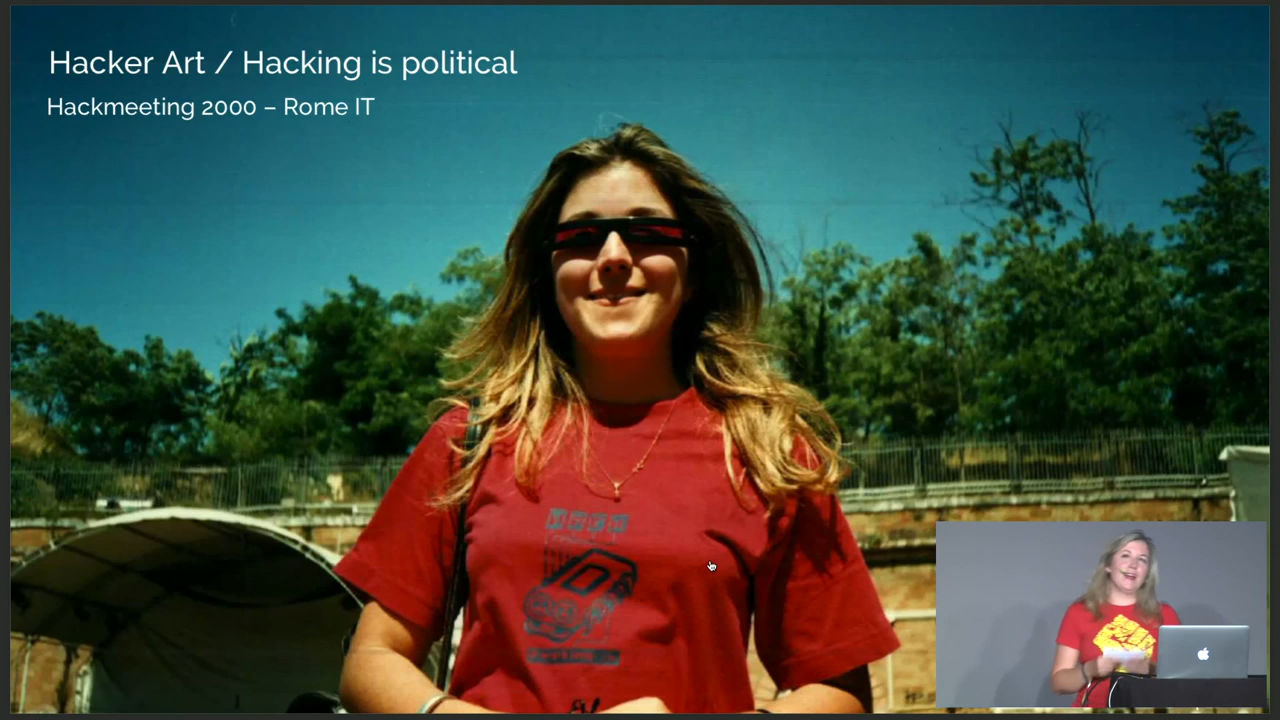 Hacker Art / Hacking is political
Hackmeeting 2000 – Rome IT